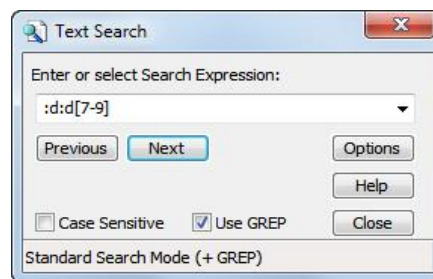 Text Search
Enter or select Search Expression:
:d:d[7-9]
Previous Next Options
Help
Case Sensitive Use GREP Close
Standard Search Mode (+ GREP)